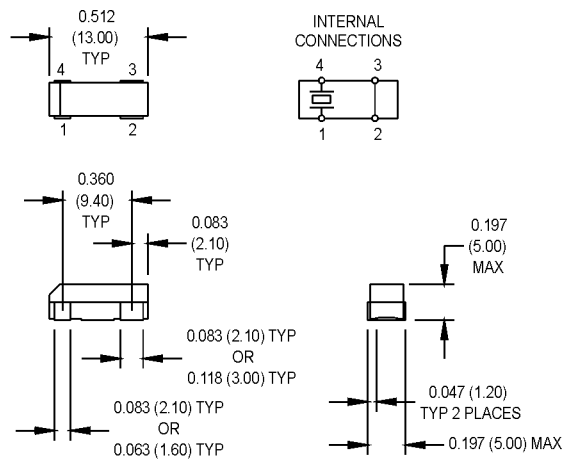 0.512
(13.00)
TYP
4 3
1 2
INTERNAL
CONNECTIONS
4 3
1 2
0.360
(9.40)
TYP
0.083
(2.10)
TYP
0.083 (2.10) TYP
OR
0.118 (3.00) TYP
0.083 (2.10) TYP
OR
0.063 (1.60) TYP
0.197
(5.00)
MAX
0.047 (1.20)
TYP 2 PLACES
0.197 (5.00) MAX